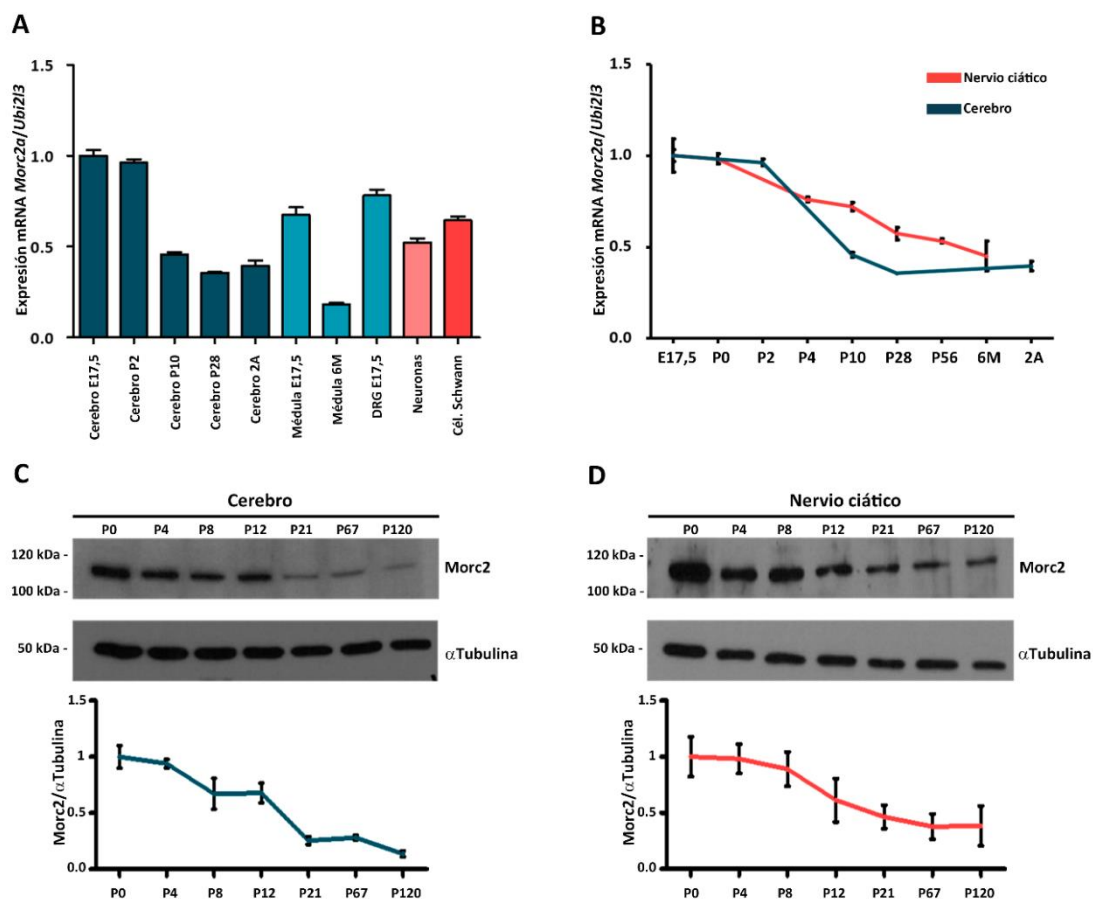 A
Expresión mRNA Morc2a/Ubi2l3
1.5
1.0
0.5
0.0
Cerebro E17,5
Cerebro P2
Cerebro P10
Cerebro P28
Cerebro 2A
Médula E17,5
Médula 6M
DRG E17,5
Neuronas
Cél. Schwann
B
Expresión mRNA Morc2a/Ubi2l3
1.5
1.0
0.5
0.0
Nervio ciático
Cerebro
E17,5 P0 P2 P4 P10 P28 P56 6M 2A
C
Cerebro
P0 P4 P8 P12 P21 P67 P120
120 kDa -
100 kDa -
Morc2
50 kDa -
αTubulina
Morc2/αTubulina
1.5
1
0.5
0.0
P0 P4 P8 P12 P21 P67 P120
D
Nervio ciático
P0 P4 P8 P12 P21 P67 P120
120 kDa -
100 kDa -
Morc2
50 kDa -
αTubulina
Morc2/αTubulina
1.5
1
0.5
0.0
P0 P4 P8 P12 P21 P67 P120